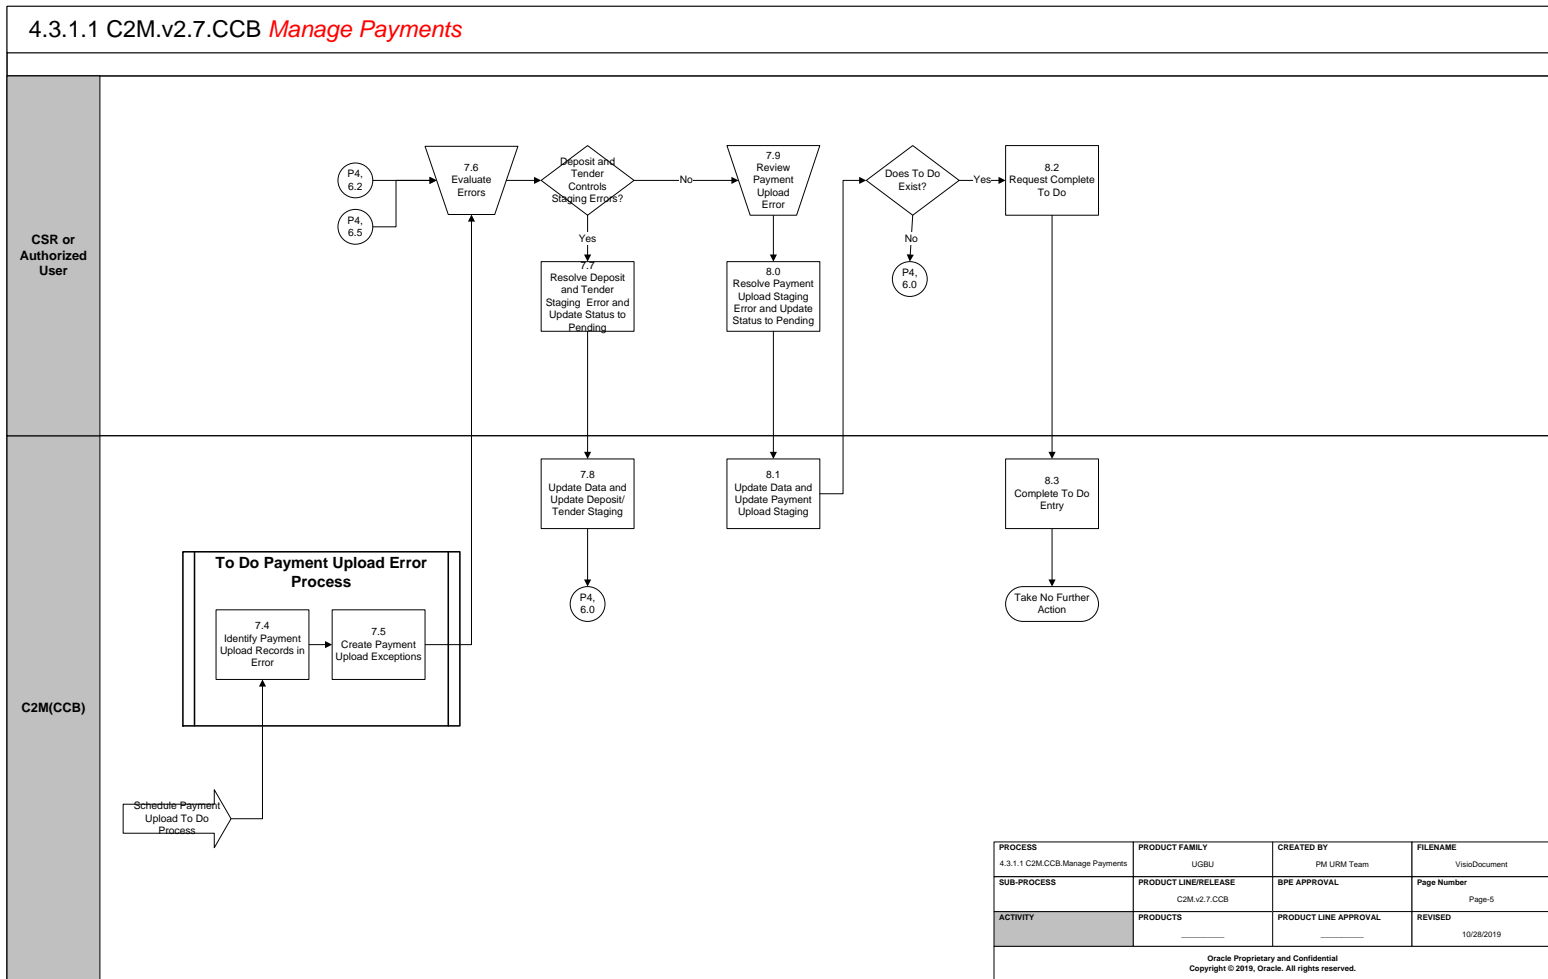 4.3.1.1 C2M.v2.7.CCB Manage Payments
CSR or
Authorized
User
P4,
6.2
P4,
6.5
7.6
Evaluate
Errors
Deposit and
Tender
Controls
Staging Errors?
No
Yes
7.7
Resolve Deposit
and Tender
Staging Error and
Update Status to
Pending
7.9
Review
Payment
Upload
Error
8.0
Resolve Payment
Upload Staging
Error and Update
Status to Pending
Does To Do
Exist?
Yes
No
P4,
6.0
8.2
Request Complete
To Do
C2M(CCB)
7.8
Update Data and
Update Deposit/
Tender Staging
P4,
6.0
8.1
Update Data and
Update Payment
Upload Staging
8.3
Complete To Do
Entry
Take No Further
Action
To Do Payment Upload Error
Process
7.4
Identify Payment
Upload Records in
Error
7.5
Create Payment
Upload Exceptions
Schedule Payment
Upload To Do
Process
PROCESS
4.3.1.1 C2M.CCB.Manage Payments
PRODUCT FAMILY
UGBU
CREATED BY
PM URM Team
FILENAME
VisioDocument
SUB-PROCESS
PRODUCT LINE/RELEASE
C2M.v2.7.CCB
BPE APPROVAL
Page Number
Page-5
ACTIVITY
PRODUCTS
PRODUCT LINE APPROVAL
REVISED
10/28/2019
Oracle Proprietary and Confidential
Copyright © 2019, Oracle. All rights reserved.